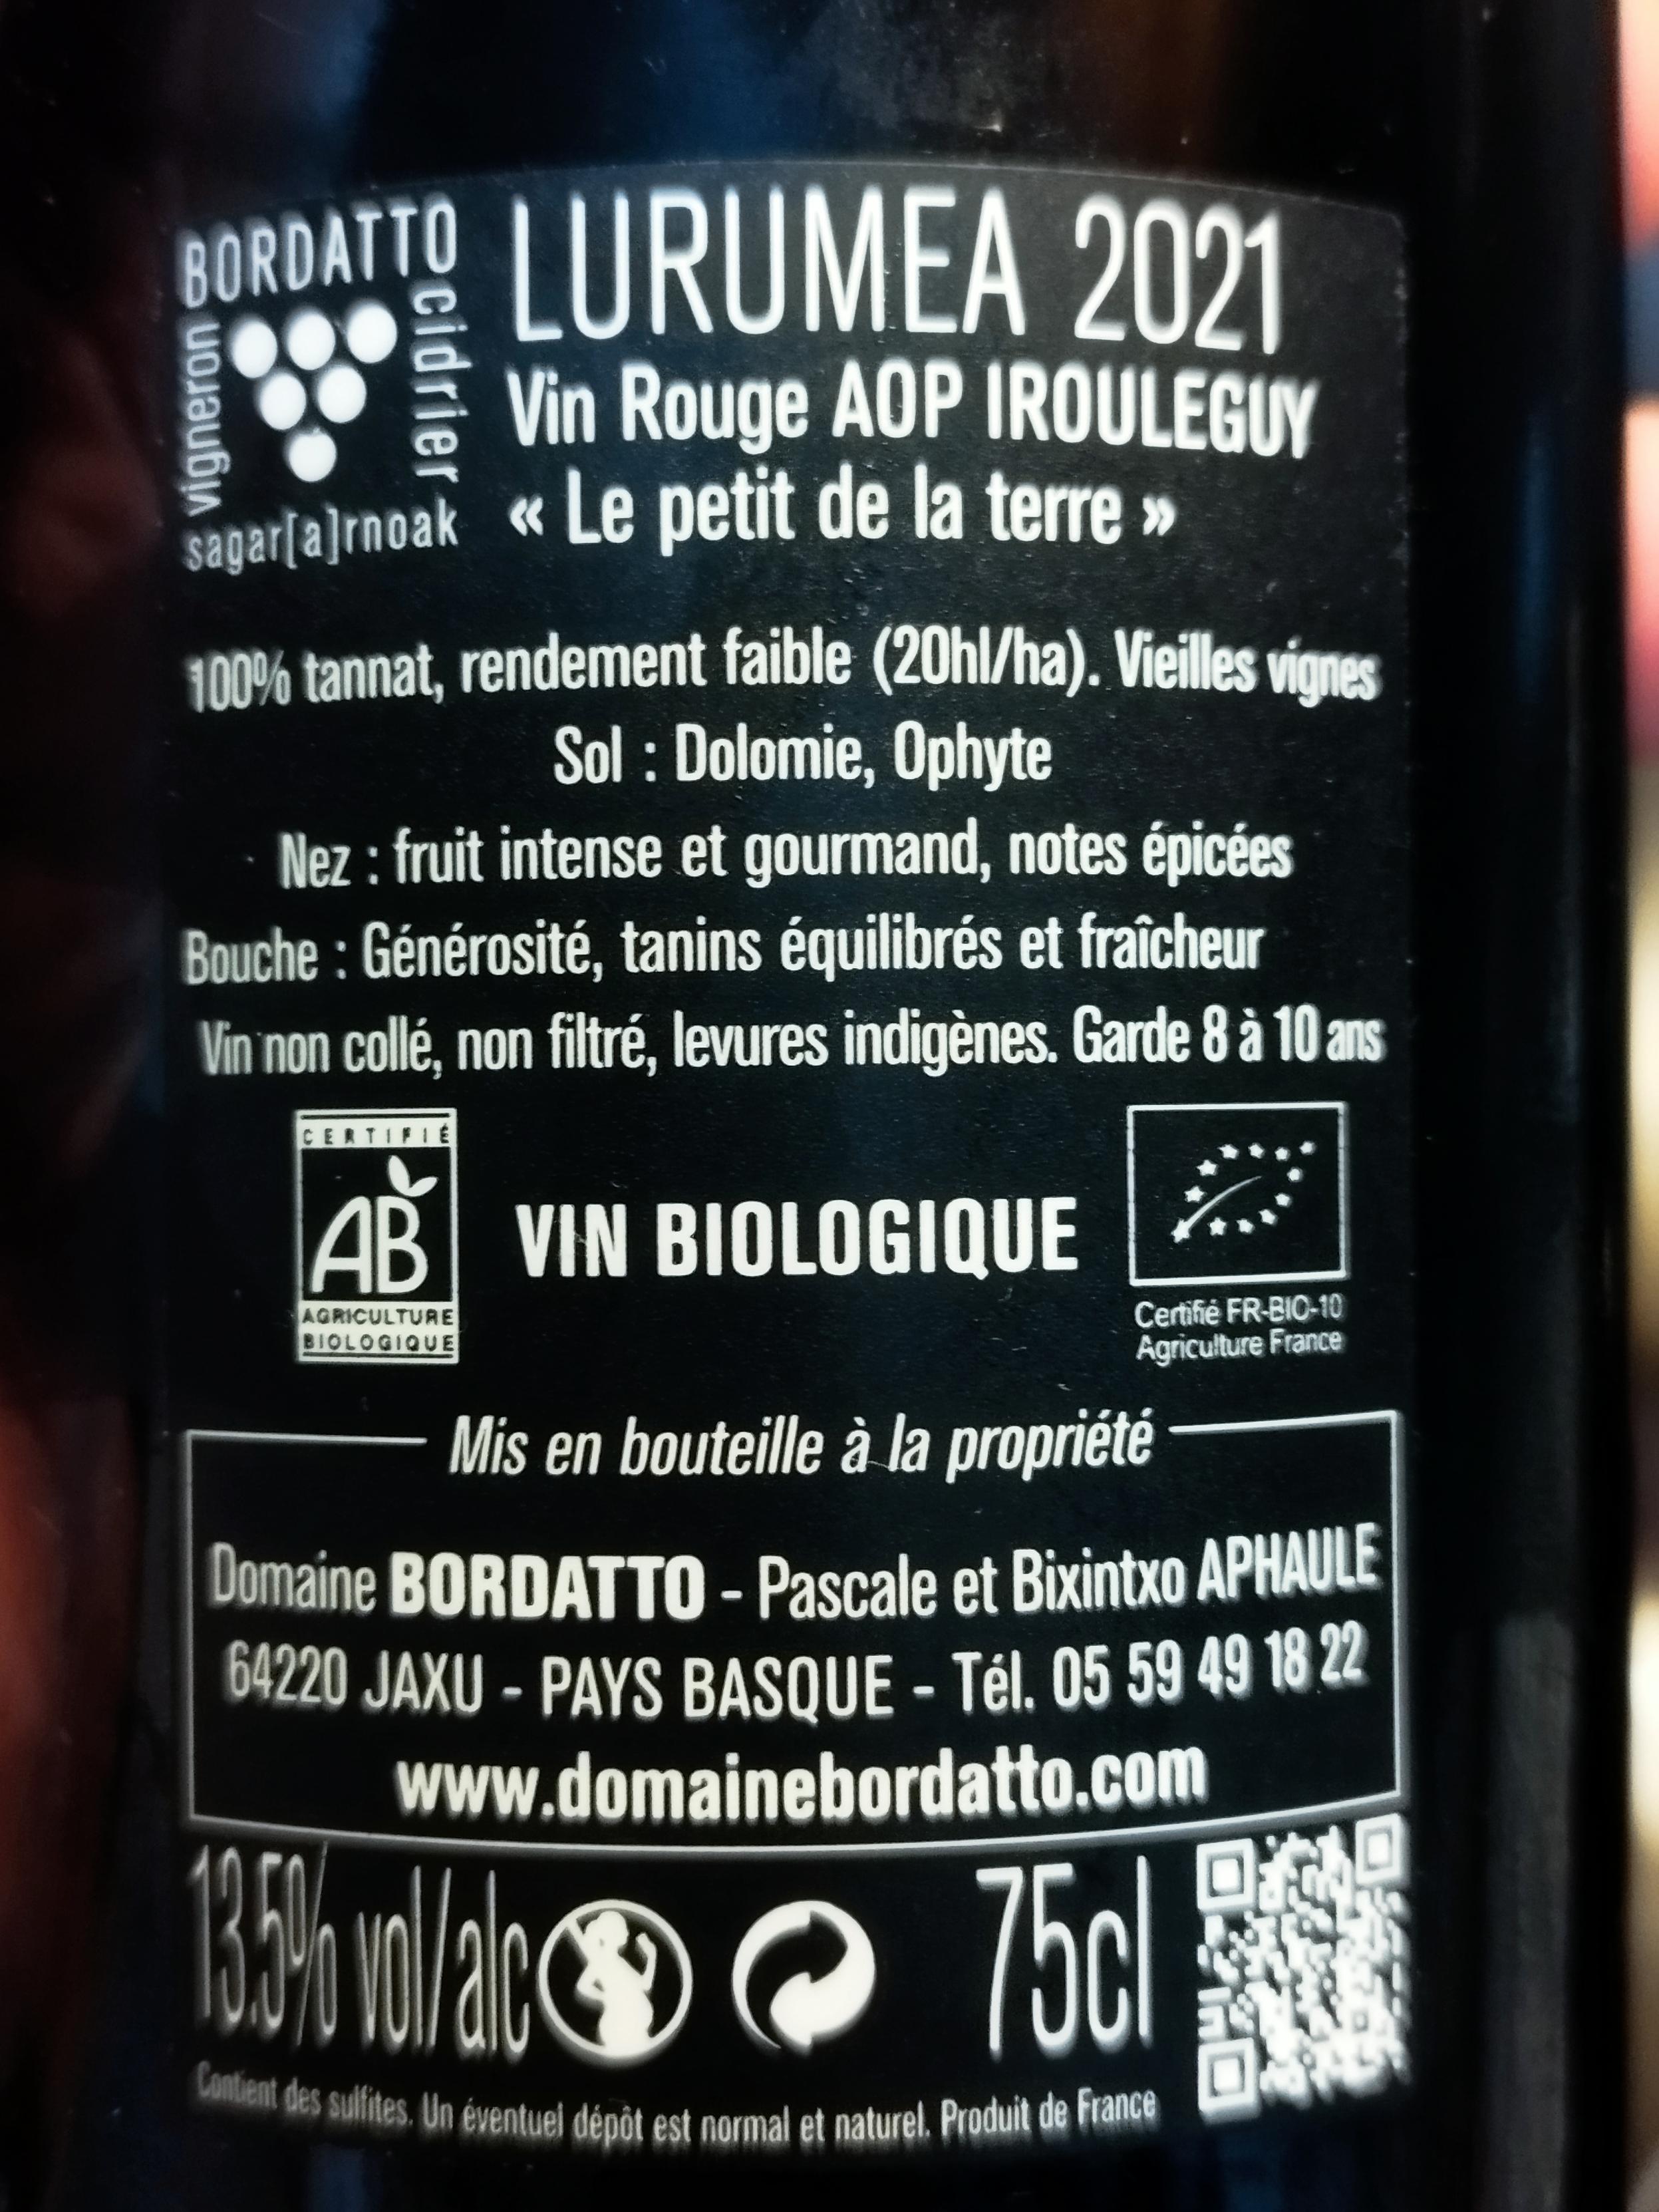 BORDATTO
vigneron
cidrier
sagar[a]rnoak
LURUMEA 2021
Vin Rouge AOP IROULEGUY
« Le petit de la terre »
100% tannat, rendement faible (20hl/ha). Vieilles vignes
Sol : Dolomie, Ophyte
Nez : fruit intense et gourmand, notes épicées
Bouche : Générosité, tanins équilibrés et fraîcheur
Vin non collé, non filtré, levures indigènes. Garde 8 à 10 ans
CERTIFIÉ
AB
AGRICULTURE
BIOLOGIQUE
VIN BIOLOGIQUE
Certifié FR-BIO-10
Agriculture France
Mis en bouteille à la propriété
Domaine BORDATTO - Pascale et Bixintxo APHAULE
64220 JAXU - PAYS BASQUE - Tél. 05 59 49 18 22
www.domainebordatto.com
13.5% vol/alc
75cl
Contient des sulfites. Un éventuel dépôt est normal et naturel. Produit de France